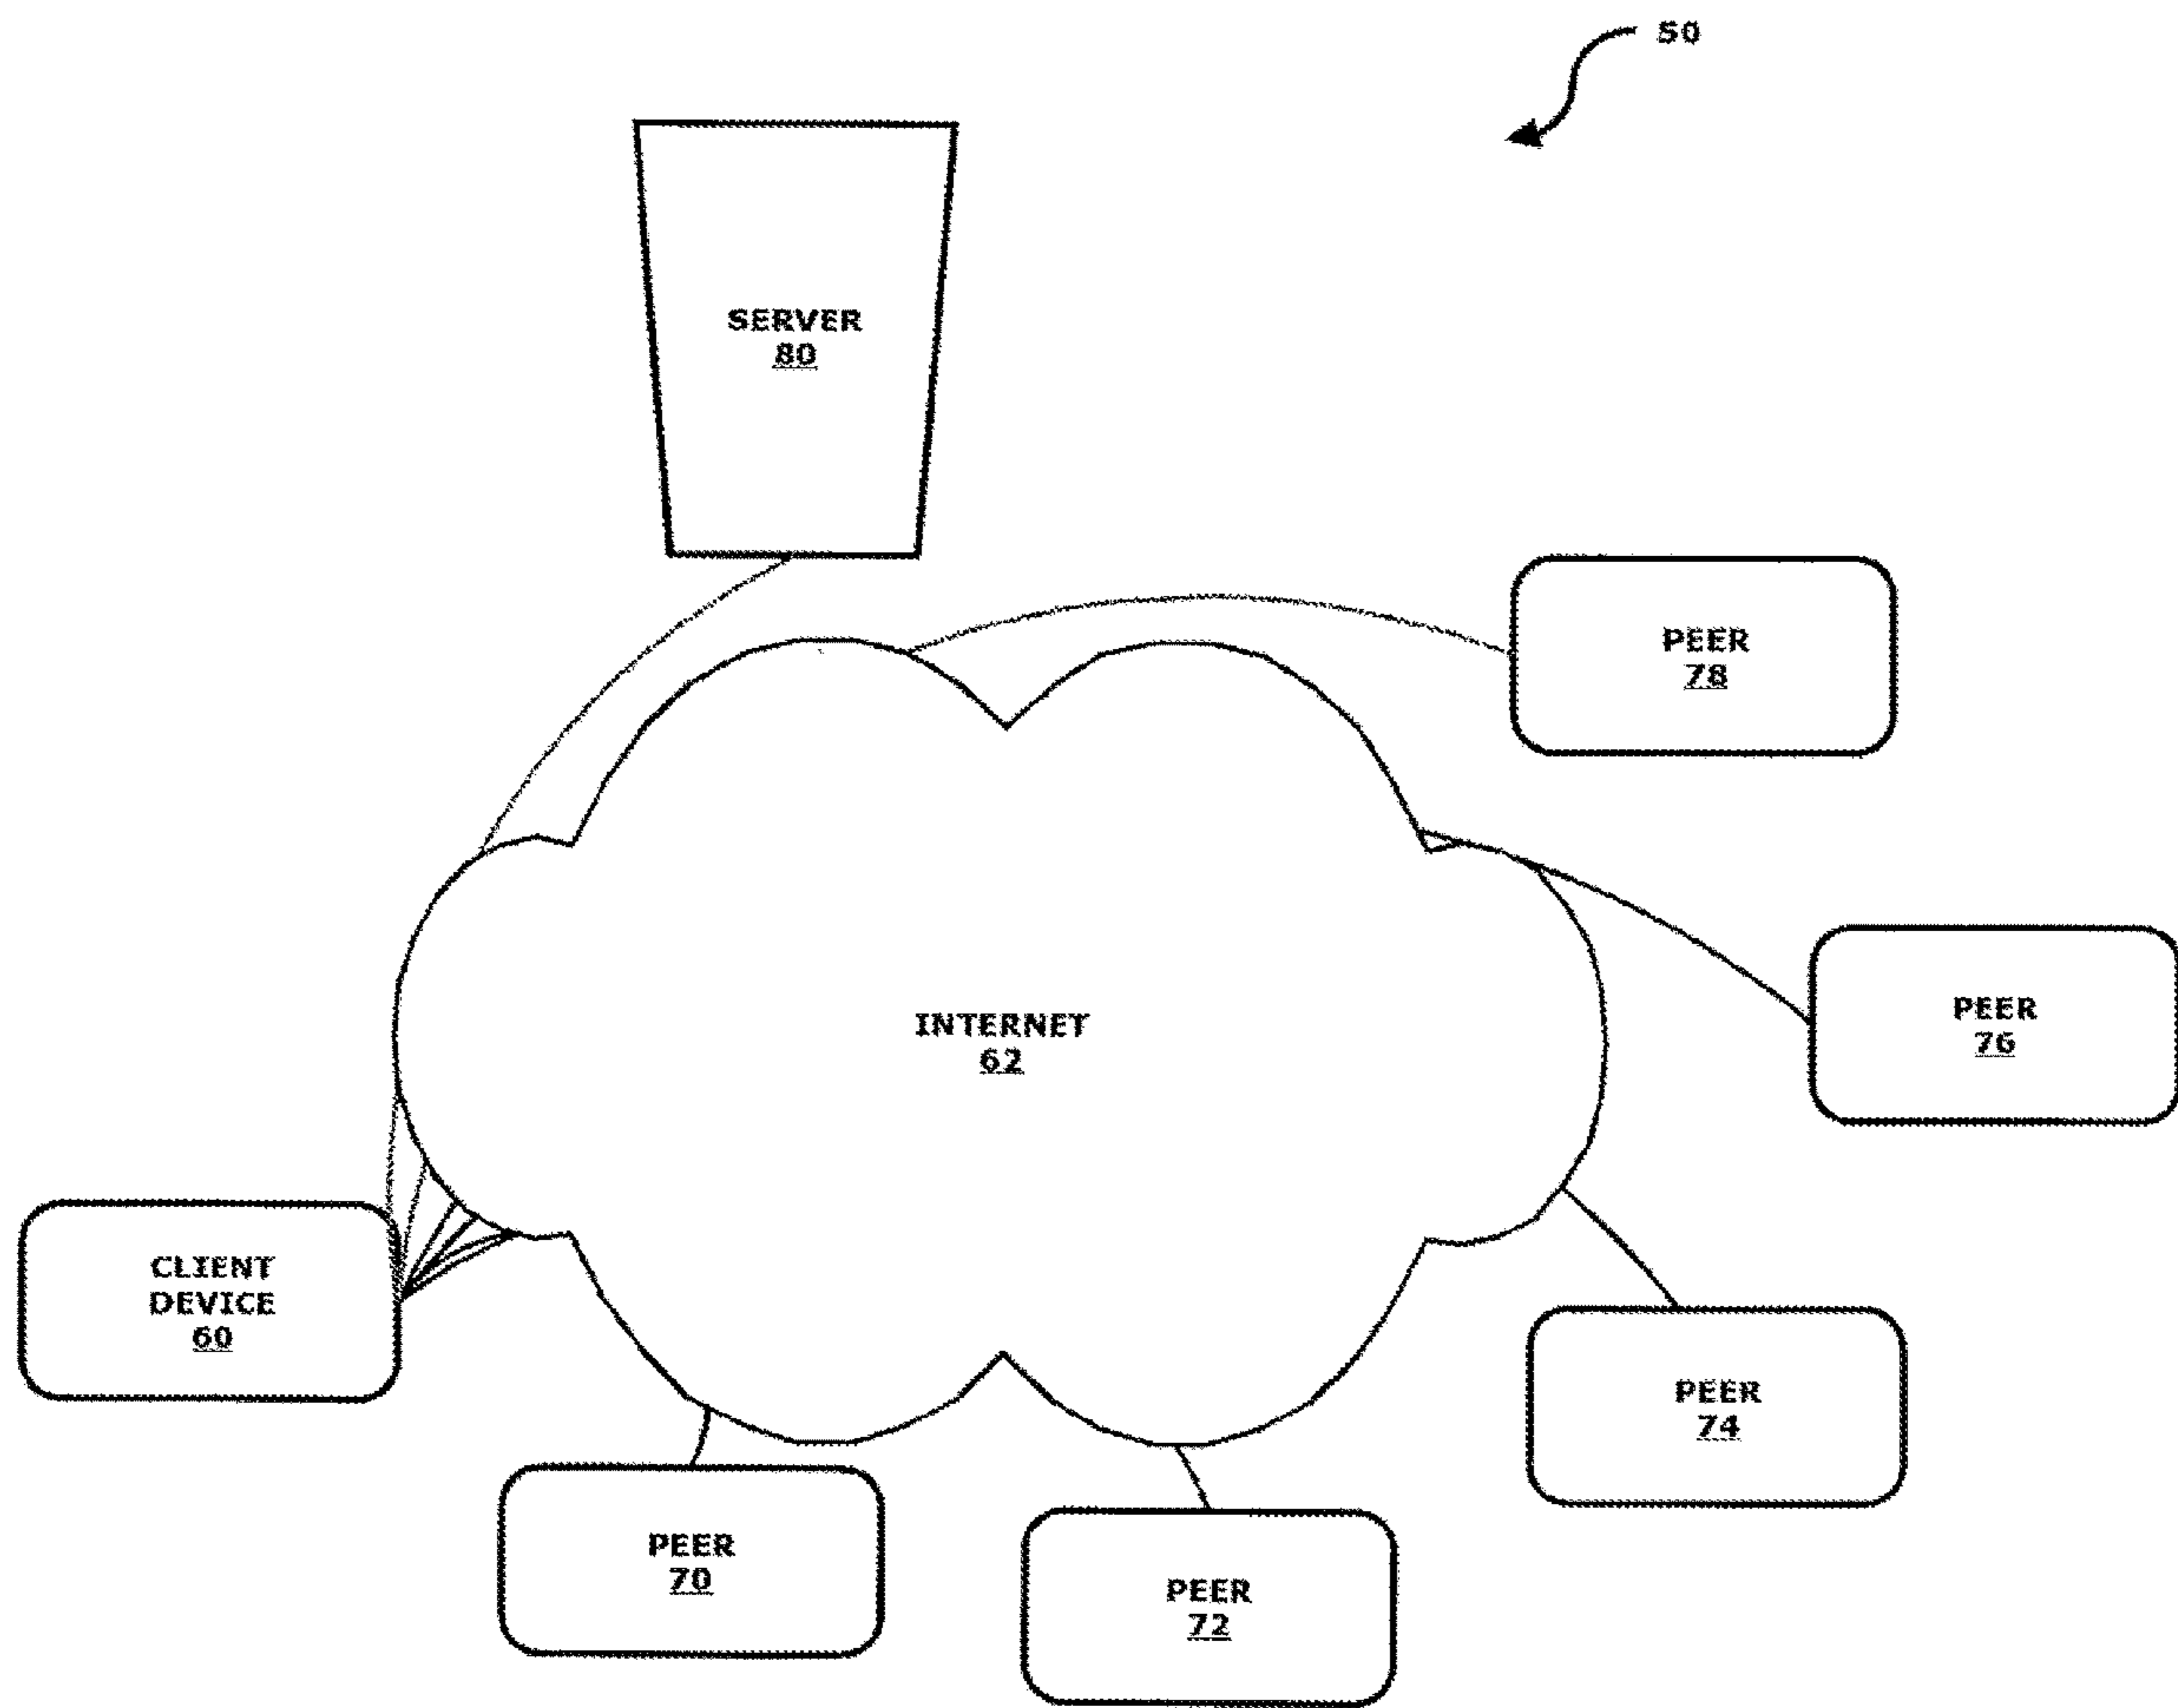 50
SERVER
80
PEER
78
INTERNET
62
PEER
76
CLIENT
DEVICE
60
PEER
74
PEER
70
PEER
72